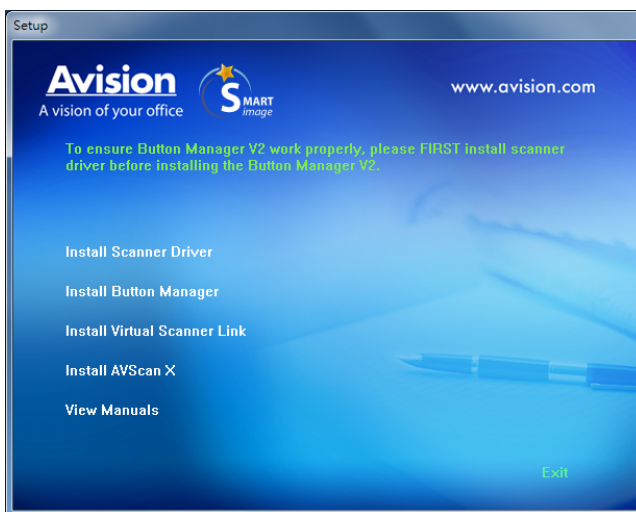 Setup
Avision
A vision of your office
SMART
image
www.avision.com
To ensure Button Manager V2 work properly, please FIRST install scanner
driver before installing the Button Manager V2.
Install Scanner Driver
Install Button Manager
Install Virtual Scanner Link
Install AVScan X
View Manuals
Exit